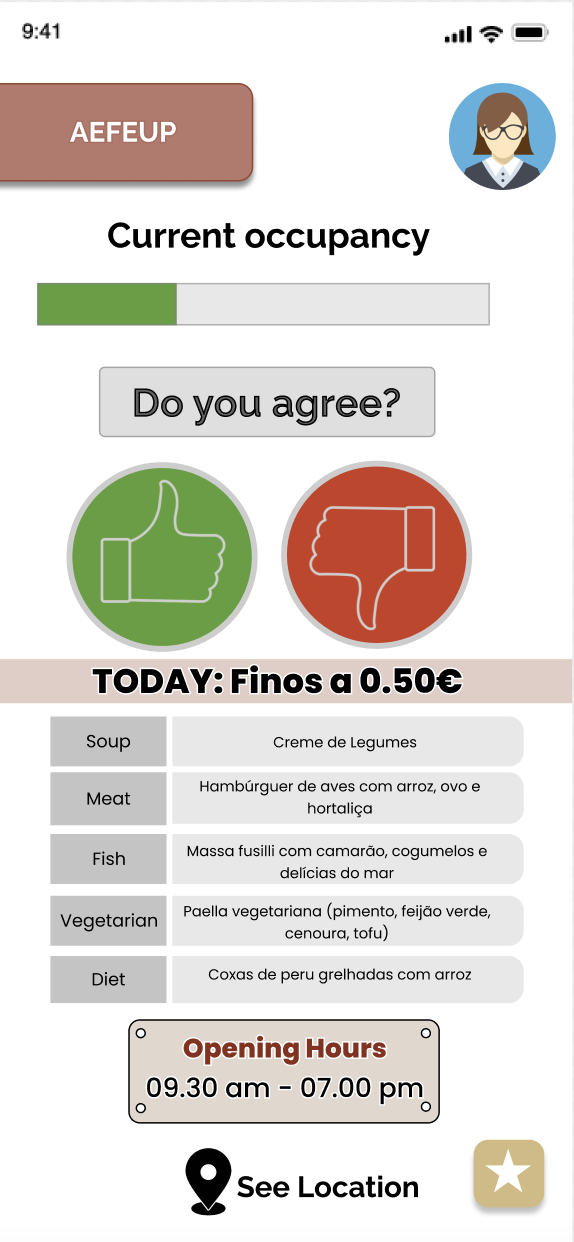 9:41
AEFEUP
Current occupancy
Do you agree?
TODAY: Finos a 0.50€
Soup
Creme de Legumes
Meat
Hambúrguer de aves com arroz, ovo e
hortaliça
Fish
Massa fusilli com camarão, cogumelos e
delícias do mar
Vegetarian
Paella vegetariana (pimento, feijão verde,
cenoura, tofu)
Diet
Coxas de peru grelhadas com arroz
Opening Hours
09.30 am - 07.00 pm
See Location